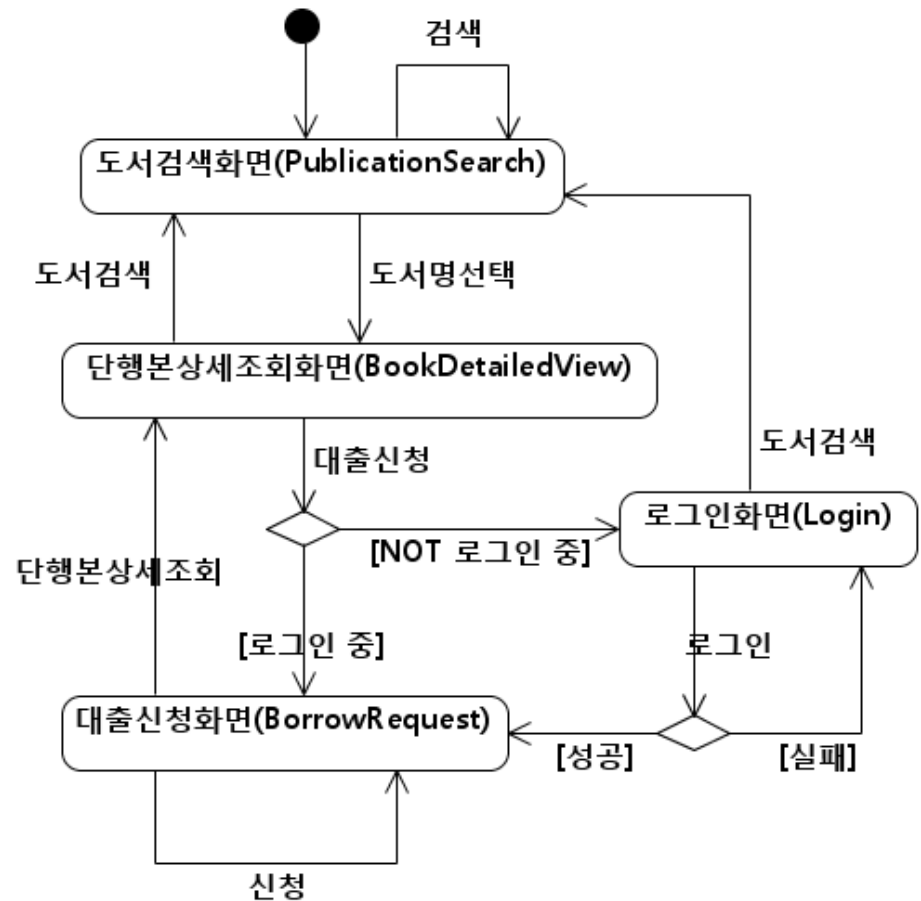 검색
도서검색화면(PublicationSearch)
도서검색
도서명선택
단행본상세조회화면(BookDetailedView)
대출신청
도서검색
로그인화면(Login)
[NOT 로그인 중]
단행본상세조회
[로그인 중]
로그인
대출신청화면(BorrowRequest)
[성공]
[실패]
신청